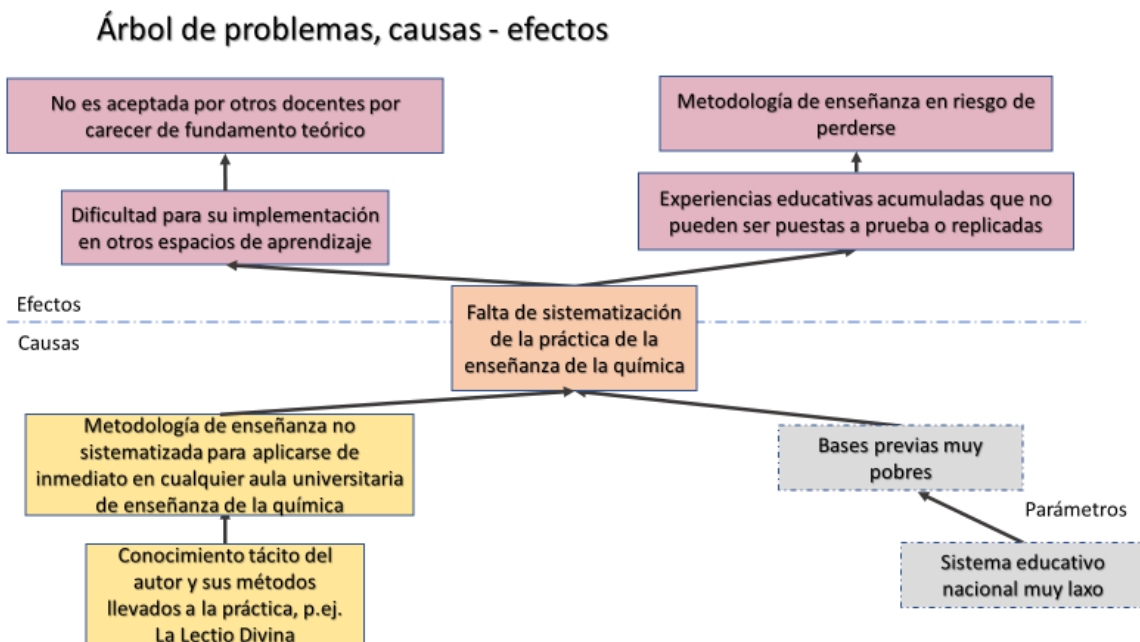 Árbol de problemas, causas - efectos
No es aceptada por otros docentes por
carecer de fundamento teórico
Metodología de enseñanza en riesgo de
perderse
Dificultad para su implementación
en otros espacios de aprendizaje
Experiencias educativas acumuladas que no
pueden ser puestas a prueba o replicadas
Efectos
Causas
Falta de sistematización
de la práctica de la
enseñanza de la química
Metodología de enseñanza no
sistematizada para aplicarse de
inmediato en cualquier aula universitaria
de enseñanza de la química
Bases previas muy
pobres
Parámetros
Conocimiento tácito del
autor y sus métodos
llevados a la práctica, p.ej.
La Lectio Divina
Sistema educativo
nacional muy laxo